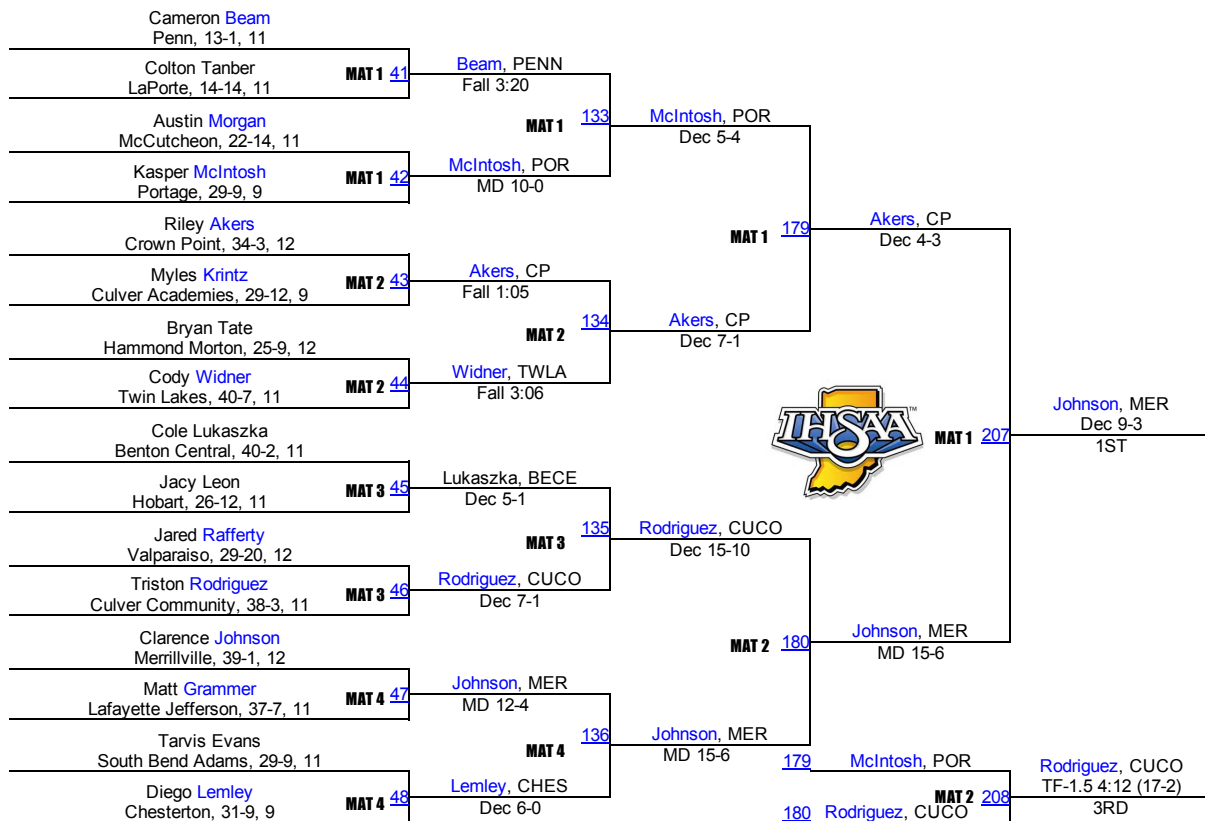 Cameron Beam
Penn, 13-1, 11
Colton Tanber
LaPorte, 14-14, 11
MAT 1 41
Beam, PENN
Fall 3:20
Austin Morgan
McCutcheon, 22-14, 11
Kasper McIntosh
Portage, 29-9, 9
MAT 1 42
McIntosh, POR
MD 10-0
MAT 1 133
McIntosh, POR
Dec 5-4
Riley Akers
Crown Point, 34-3, 12
Myles Krintz
Culver Academies, 29-12, 9
MAT 2 43
Akers, CP
Fall 1:05
Bryan Tate
Hammond Morton, 25-9, 12
Cody Widner
Twin Lakes, 40-7, 11
MAT 2 44
Widner, TWLA
Fall 3:06
MAT 2 134
Akers, CP
Dec 7-1
MAT 1 179
Akers, CP
Dec 4-3
Cole Lukaszka
Benton Central, 40-2, 11
Jacy Leon
Hobart, 26-12, 11
MAT 3 45
Lukaszka, BECE
Dec 5-1
Jared Rafferty
Valparaiso, 29-20, 12
Triston Rodriguez
Culver Community, 38-3, 11
MAT 3 46
Rodriguez, CUCO
Dec 7-1
MAT 3 135
Rodriguez, CUCO
Dec 15-10
Clarence Johnson
Merrillville, 39-1, 12
Matt Grammer
Lafayette Jefferson, 37-7, 11
MAT 4 47
Johnson, MER
MD 12-4
Tarvis Evans
South Bend Adams, 29-9, 11
Diego Lemley
Chesterton, 31-9, 9
MAT 4 48
Lemley, CHES
Dec 6-0
MAT 4 136
Johnson, MER
MD 15-6
MAT 2 180
Johnson, MER
MD 15-6
IHSAA™
MAT 1 207
Johnson, MER
Dec 9-3
1ST
179 McIntosh, POR
180 Rodriguez, CUCO
MAT 2 208
Rodriguez, CUCO
TF-1.5 4:12 (17-2)
3RD